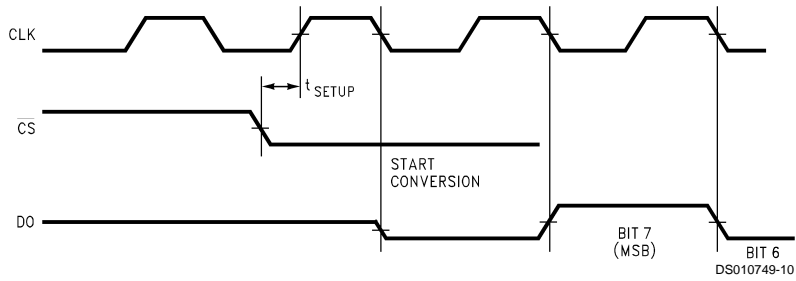 CLK
t SETUP
CS
START
CONVERSION
DO
BIT 7
(MSB)
BIT 6
DS010749-10